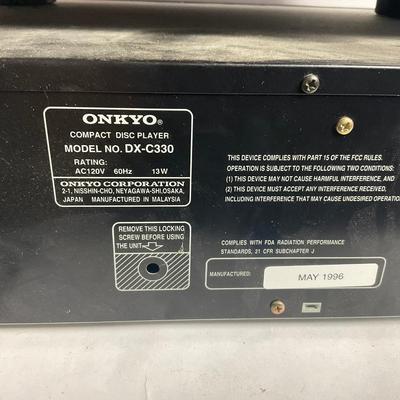 ONKYO
COMPACT DISC PLAYER
MODEL NO. DX-C330
RATING:
AC120V 60Hz 13W
ONKYO CORPORATION
2-1, NISSHIN-CHO, NEYAGAWA-SHI, OSAKA,
JAPAN MANUFACTURED IN MALAYSIA
REMOVE THIS LOCKING
SCREW BEFORE USING
THE UNIT
THIS DEVICE COMPLIES WITH PART 15 OF THE FCC RULES.
OPERATION IS SUBJECT TO THE FOLLOWING TWO CONDITIONS:
(1) THIS DEVICE MAY NOT CAUSE HARMFUL INTERFERENCE, AND
(2) THIS DEVICE MUST ACCEPT ANY INTERFERENCE RECEIVED,
INCLUDING INTERFERENCE THAT MAY CAUSE UNDESIRED OPERATION
COMPLIES WITH FDA RADIATION PERFORMANCE
STANDARDS, 21 CFR SUBCHAPTER J
MANUFACTURED:
MAY 1996